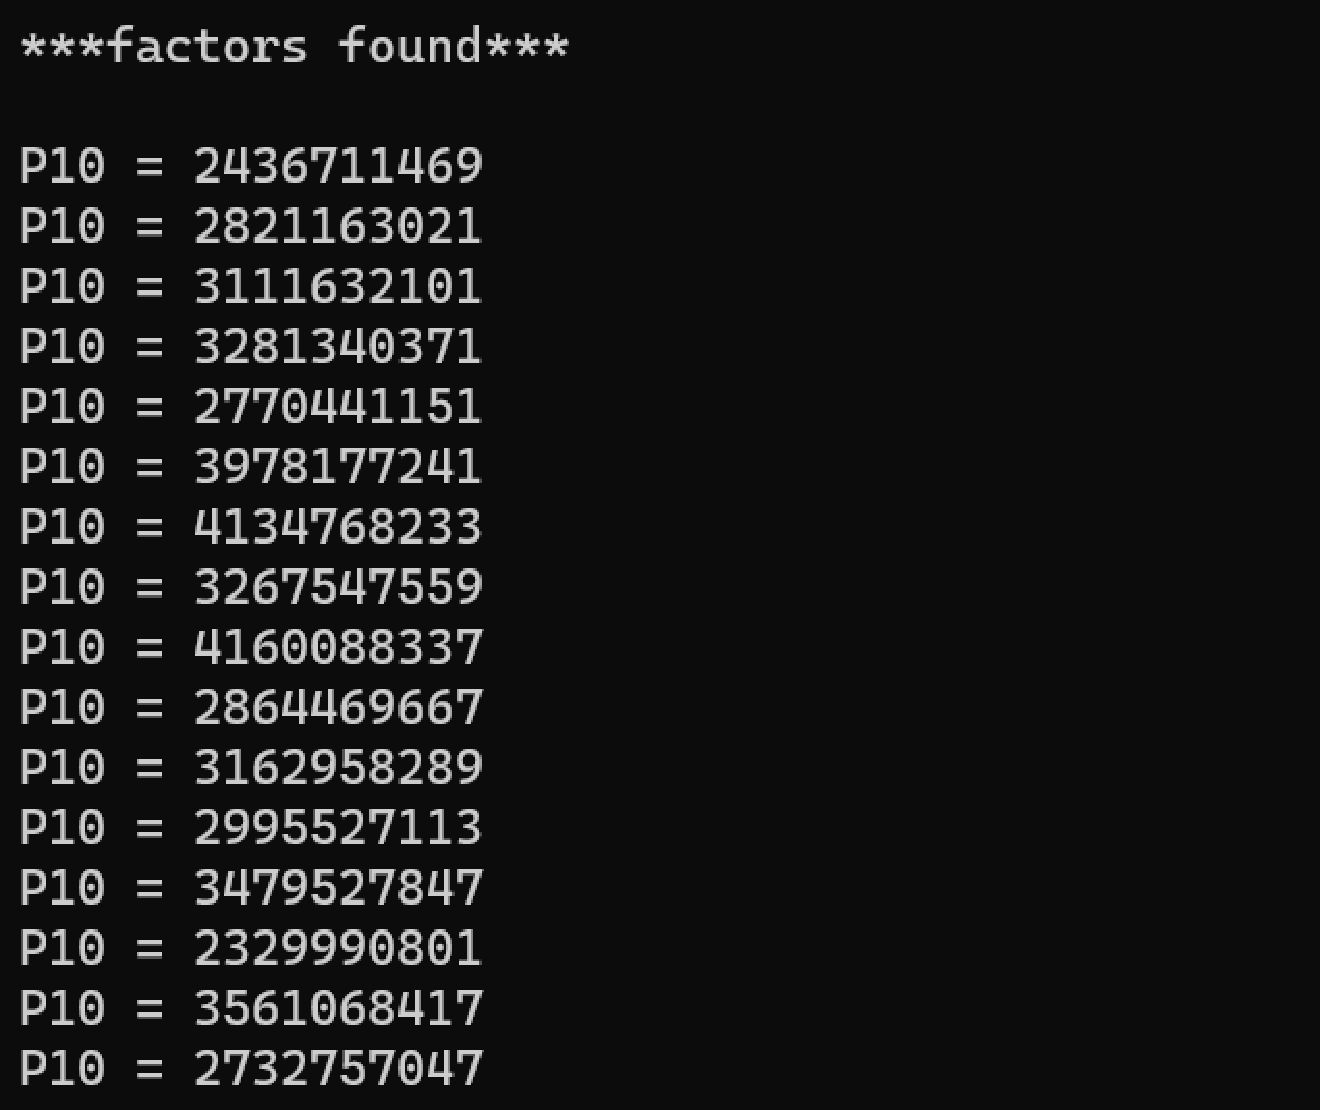 ***factors found***
P10 = 2436711469
P10 = 2821163021
P10 = 3111632101
P10 = 3281340371
P10 = 2770441151
P10 = 3978177241
P10 = 4134768233
P10 = 3267547559
P10 = 4160088337
P10 = 2864469667
P10 = 3162958289
P10 = 2995527113
P10 = 3479527847
P10 = 2329990801
P10 = 3561068417
P10 = 2732757047